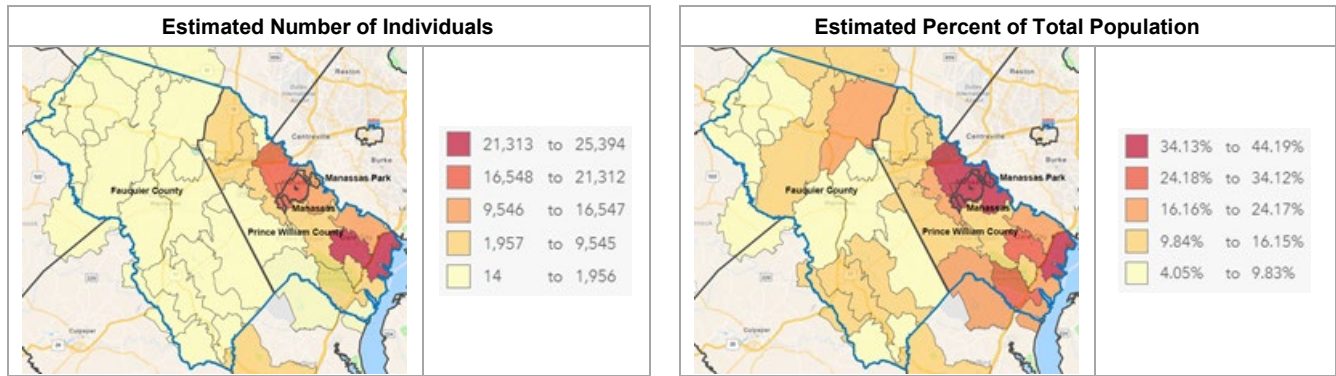 Estimated Number of Individuals
Reston
Centreville
Burke
Manassas Park
Fauquier County
Manassas
Prince William County
Culpeper
21,313 to 25,394
16,548 to 21,312
9,546 to 16,547
1,957 to 9,545
14 to 1,956
Estimated Percent of Total Population
Reston
Centreville
Burke
Manassas Park
Fauquier County
Manassas
Prince William County
Culpeper
34.13% to 44.19%
24.18% to 34.12%
16.16% to 24.17%
9.84% to 16.15%
4.05% to 9.83%